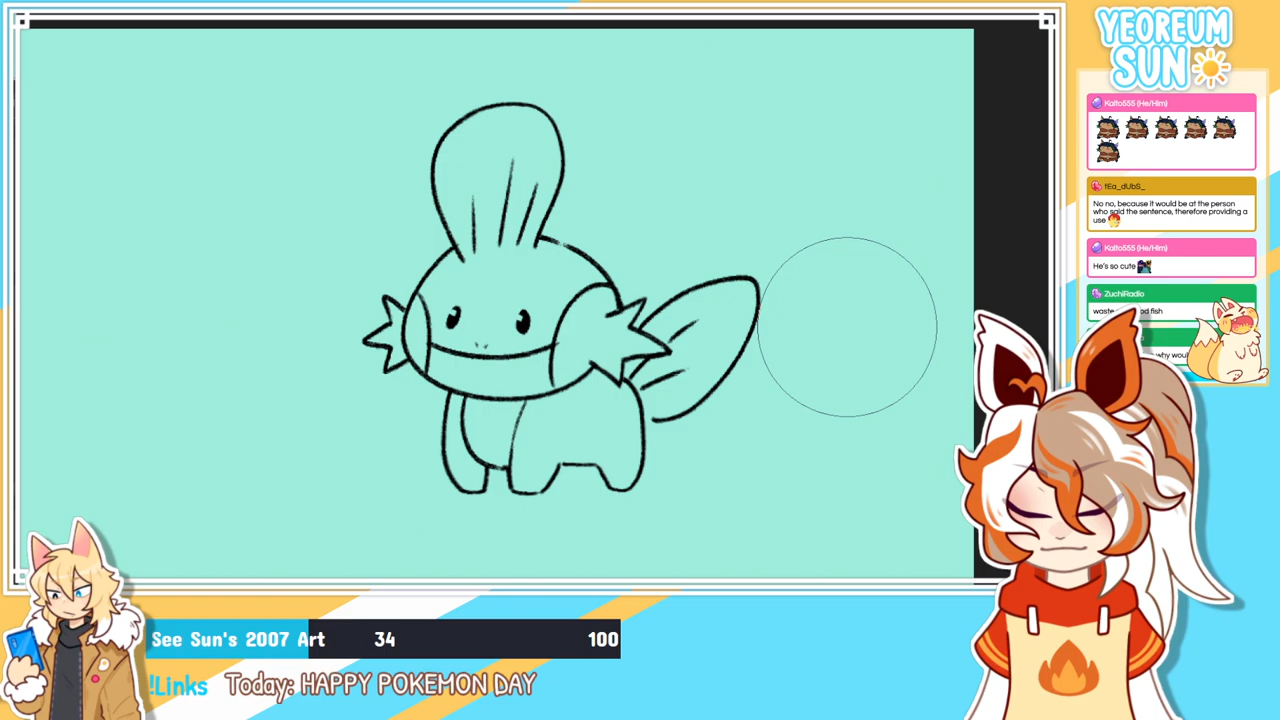 YEOREUM
SUN
Kaito555 (He/Him)
tEa_dUbS_
No no, because it would be at the person
who said the sentence, therefore providing a
use
Kaito555 (He/Him)
He's so cute
ZuchiRadio
See Sun's 2007 Art 34 100
!Links Today: HAPPY POKEMON DAY